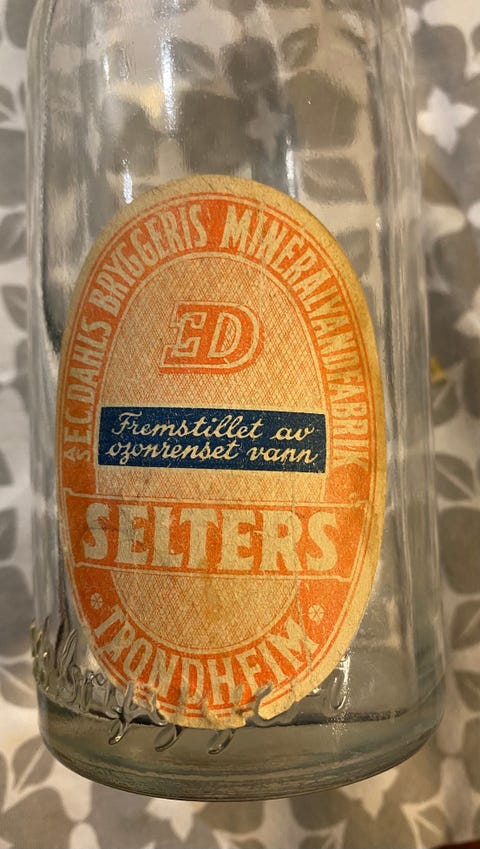 A/S E.C. DAHLS BRYGGERIS MINERALVANDFABRIK
ED
Fremstillet av
ozonrenset vann
SELTERS
TRONDHEIM